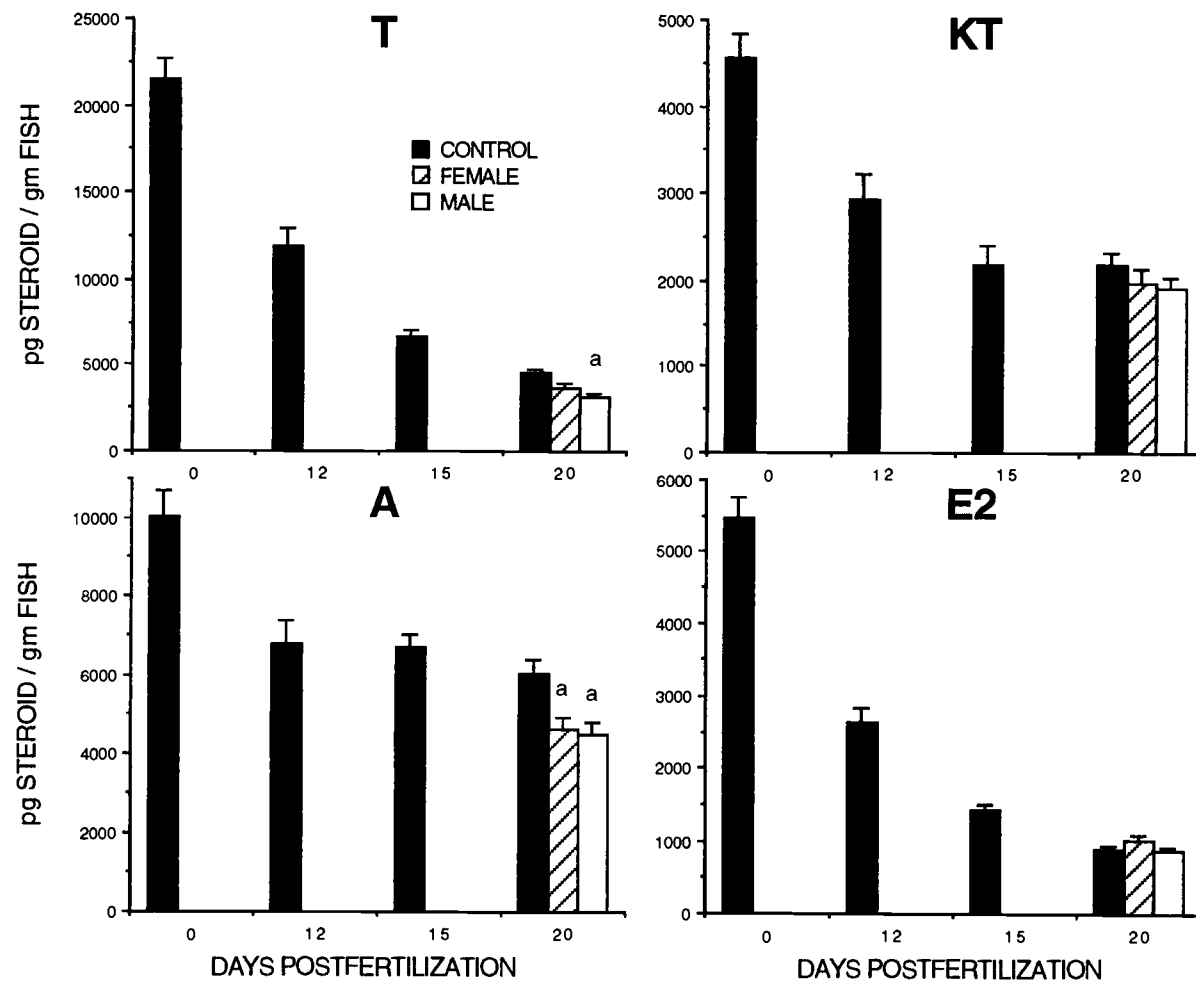 T
25000
20000
15000
10000
5000
0
pg STEROID / gm FISH
CONTROL
FEMALE
MALE
a
0 12 15 20
KT
5000
4000
3000
2000
1000
0
0 12 15 20
A
10000
8000
6000
4000
2000
0
pg STEROID / gm FISH
a a
0 12 15 20
DAYS POSTFERTILIZATION
E2
6000
5000
4000
3000
2000
1000
0
0 12 15 20
DAYS POSTFERTILIZATION